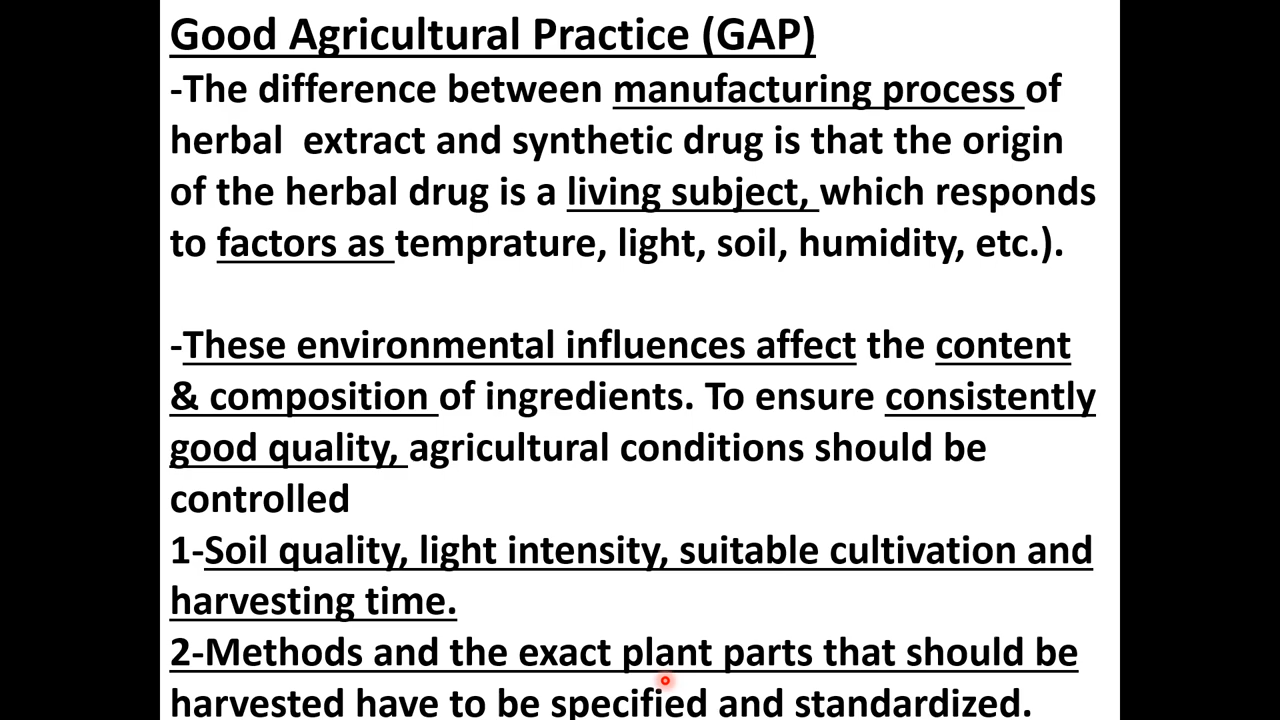 Good Agricultural Practice (GAP)
-The difference between manufacturing process of
herbal  extract and synthetic drug is that the origin
of the herbal drug is a living subject, which responds
to factors as temprature, light, soil, humidity, etc.).
-These environmental influences affect the content
& composition of ingredients. To ensure consistently
good quality, agricultural conditions should be
controlled
1-Soil quality, light intensity, suitable cultivation and
harvesting time.
2-Methods and the exact plant parts that should be
harvested have to be specified and standardized.